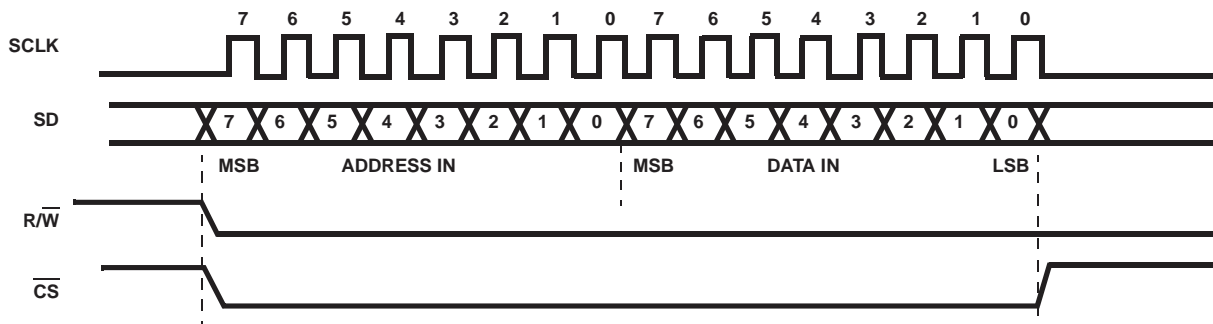 7 6 5 4 3 2 1 0 7 6 5 4 3 2 1 0
SCLK
SD 7 6 5 4 3 2 1 0 7 6 5 4 3 2 1 0
MSB ADDRESS IN MSB DATA IN LSB
R/W̅
C̅S̅